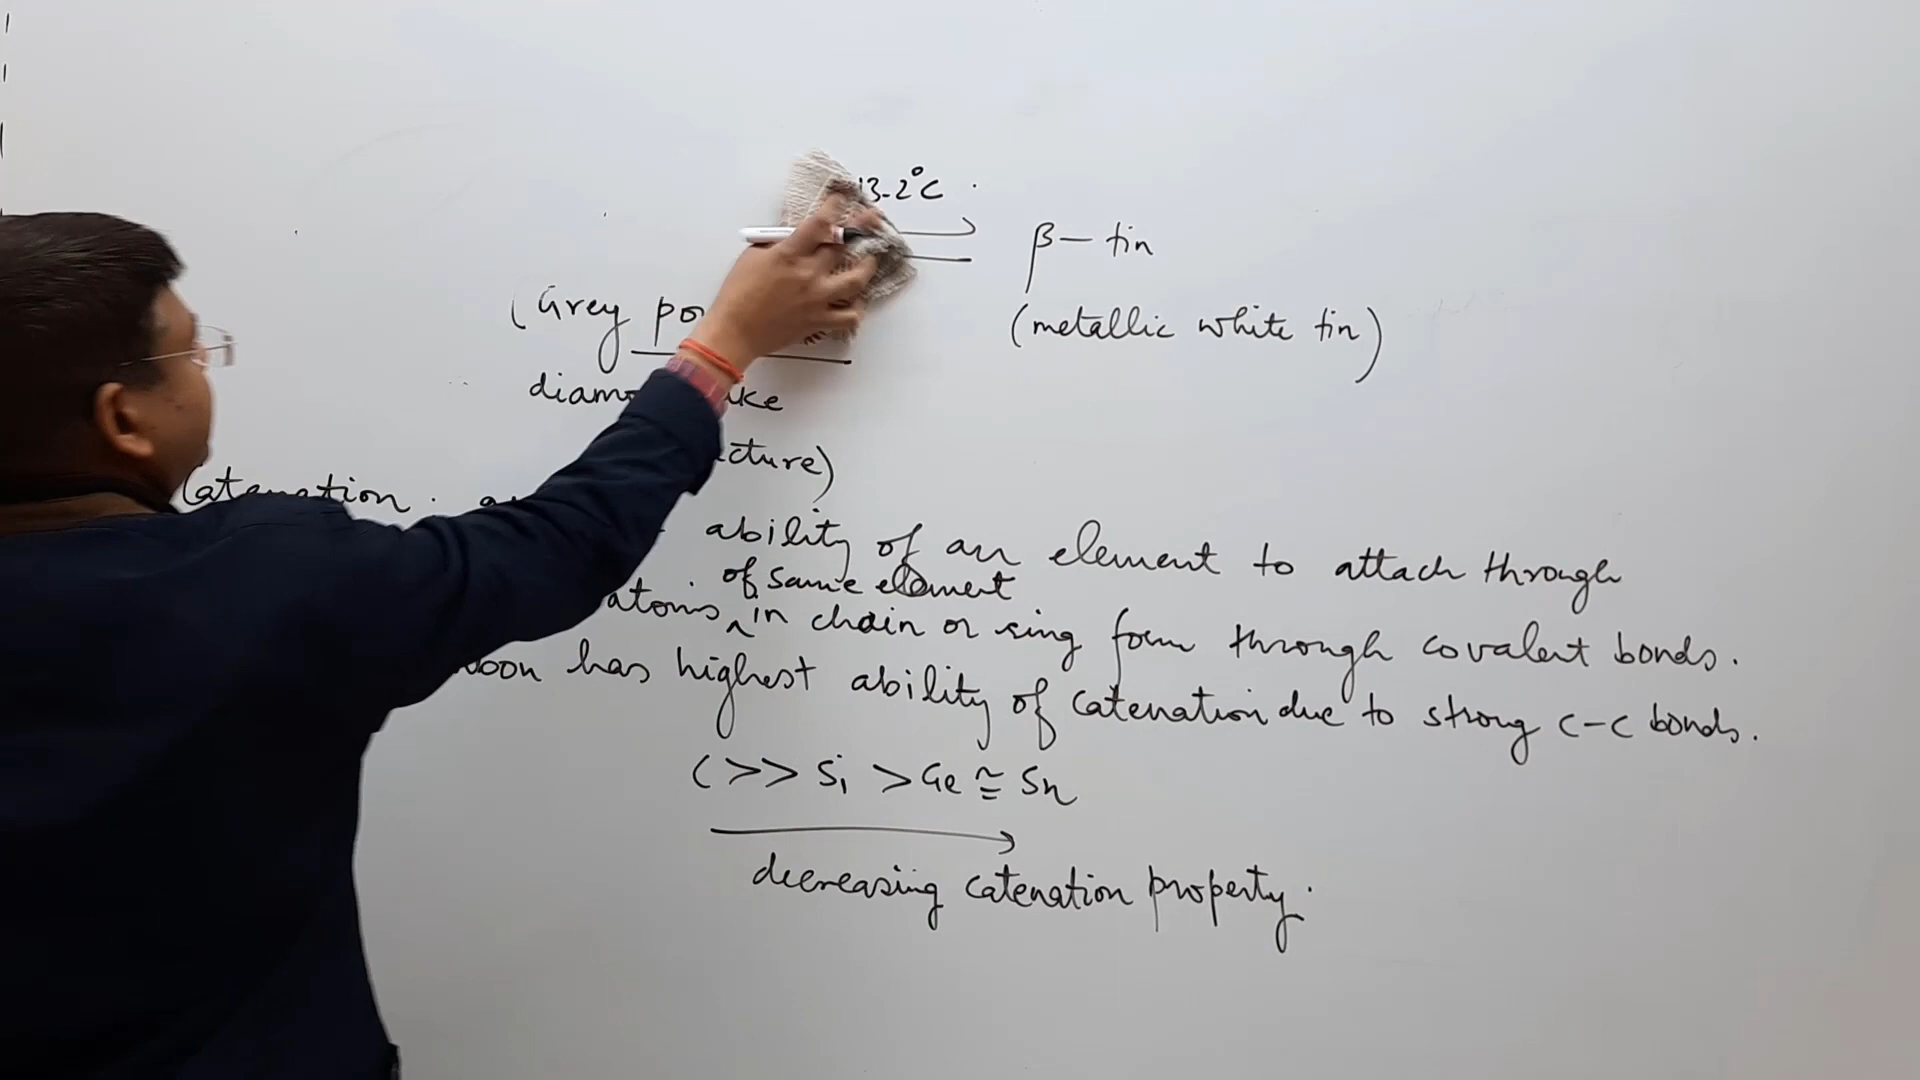 13.2°C
β - tin
(Grey
(metallic white tin)
like
Catenation :
ability of an element to attach through
of same element
atoms ^ in chain or ring form through covalent bonds.
has highest ability of catenation due to strong C-C bonds.
C >> Si > Ge ≅ Sn
decreasing catenation property.